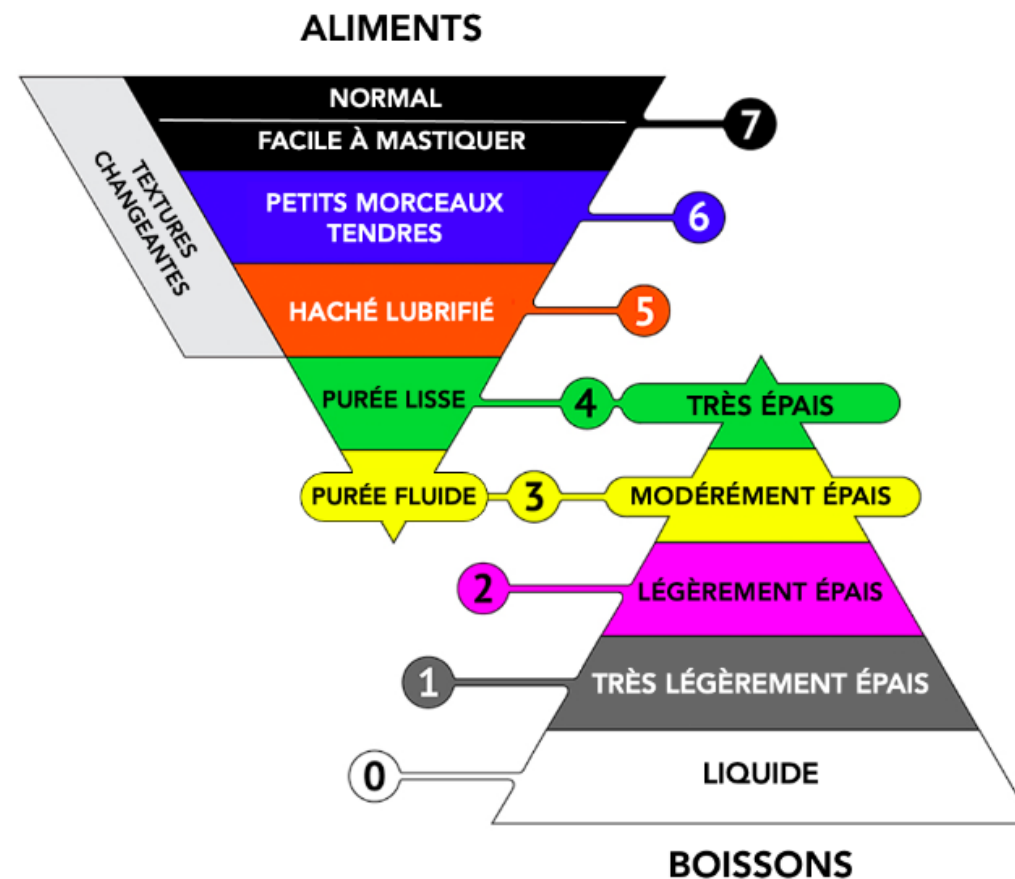 ALIMENTS
NORMAL
7
FACILE À MASTIQUER
TEXTURES
CHANGEANTES
PETITS MORCEAUX
TENDRES
6
HACHÉ LUBRIFIÉ
5
PURÉE LISSE
4
TRÈS ÉPAIS
PURÉE FLUIDE
3
MODÉRÉMENT ÉPAIS
2
LÉGÈREMENT ÉPAIS
1
TRÈS LÉGÈREMENT ÉPAIS
0
LIQUIDE
BOISSONS